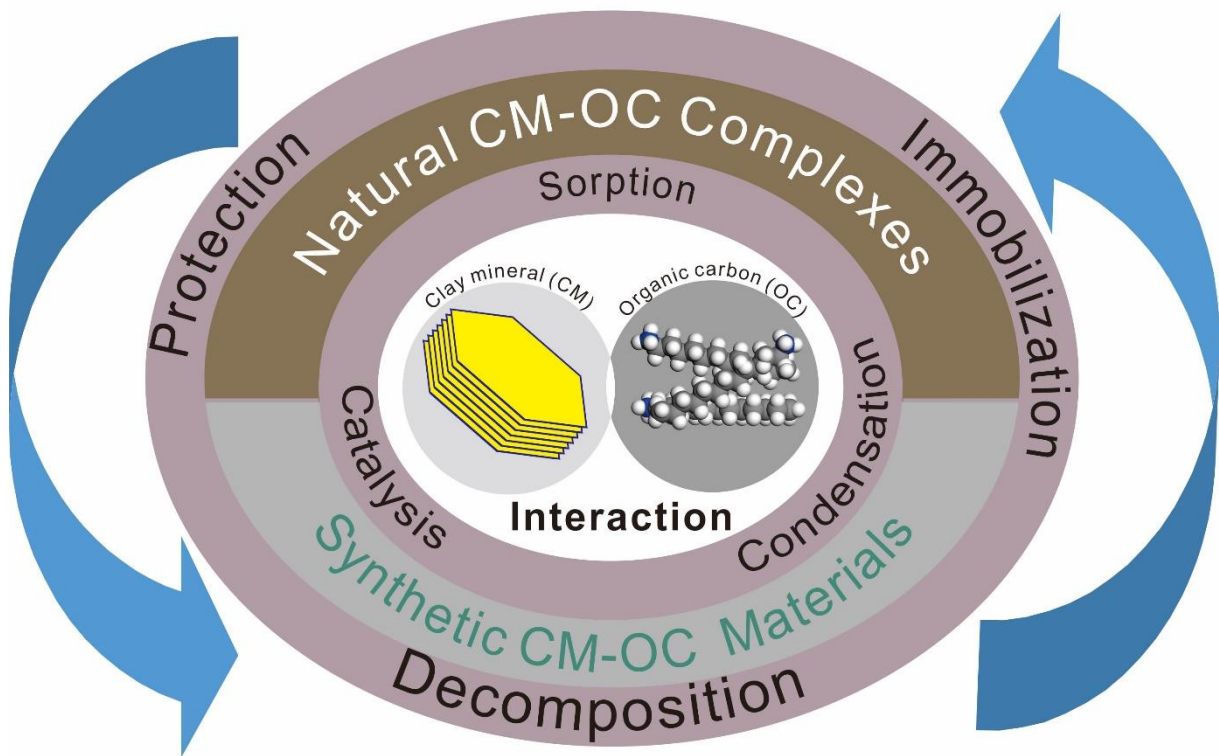 Protection
Immobilization
Natural CM-OC Complexes
Sorption
Clay mineral (CM)
Organic carbon (OC)
Catalysis
Condensation
Interaction
Synthetic CM-OC Materials
Decomposition